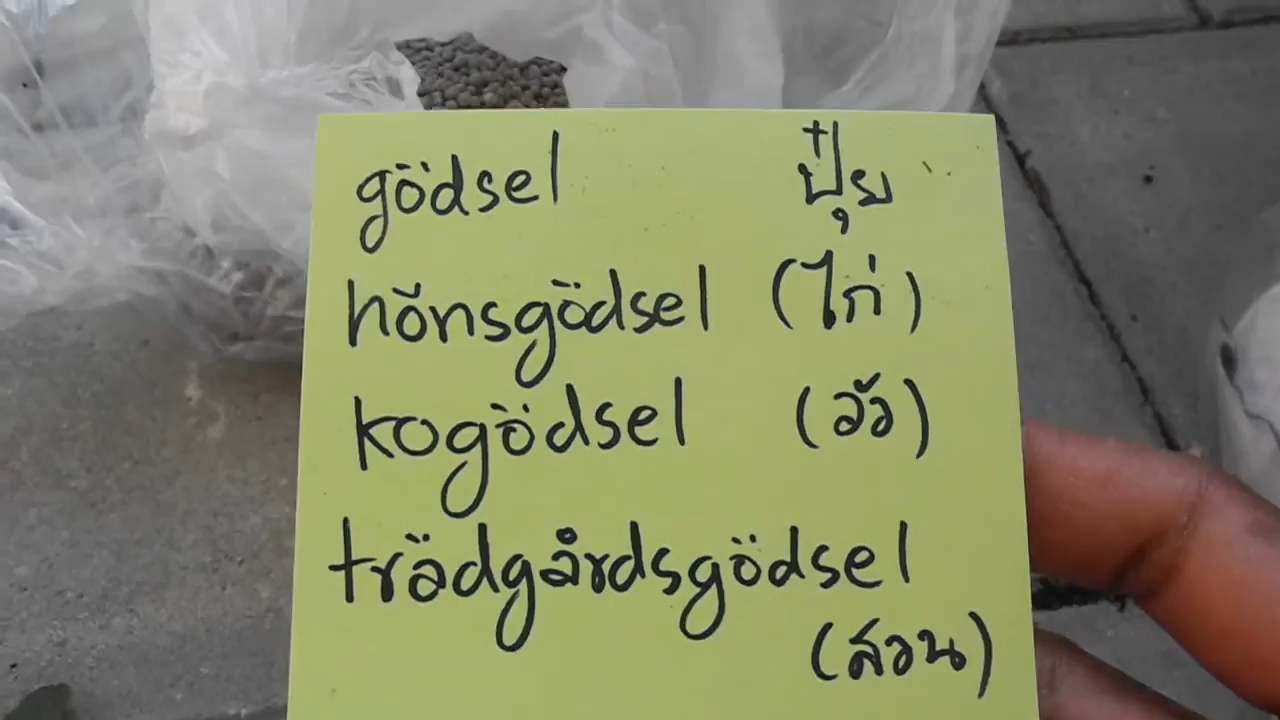 gödsel ปุ๋ย
hönsgödsel (ไก่)
kogödsel (วัว)
trädgårdsgödsel
(สวน)